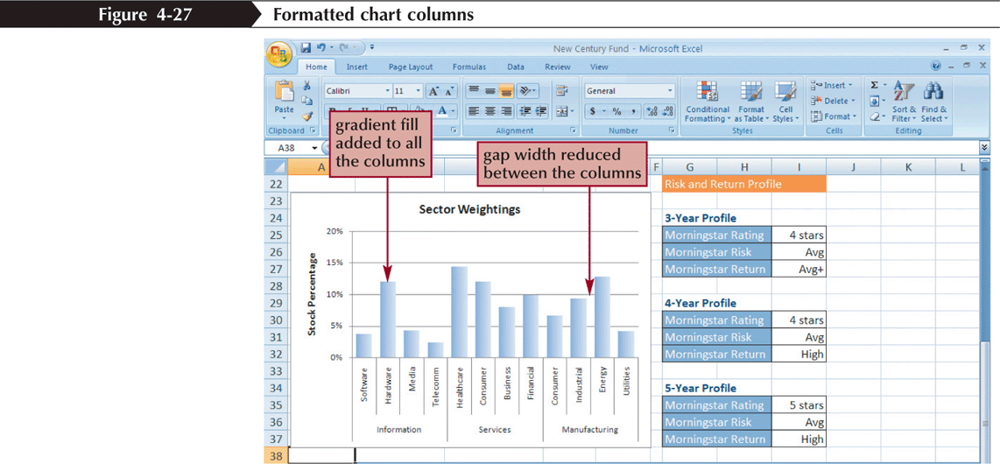 Figure 4-27 Formatted chart columns
New Century Fund - Microsoft Excel
Home Insert Page Layout Formulas Data Review View
Calibri 11 A A General Insert Σ
Paste Conditional Format Cell Delete Sort & Find &
$ % , Formatting as Table Styles Format Filter Select
Clipboard Alignment Number Styles Cells Editing
A38
gradient fill
added to all
the columns
gap width reduced
between the columns
A F G H I J K L
22 Risk and Return Profile
23
24 3-Year Profile
25 Morningstar Rating 4 stars
26 Morningstar Risk Avg
27 Morningstar Return Avg+
28
29 4-Year Profile
30 Morningstar Rating 4 stars
31 Morningstar Risk Avg
32 Morningstar Return High
33
34 5-Year Profile
35 Morningstar Rating 5 stars
36 Morningstar Risk Avg
37 Morningstar Return High
38
Sector Weightings
Stock Percentage
20%
15%
10%
5%
0%
Software Hardware Media Telecomm Healthcare Consumer Business Financial Consumer Industrial Energy Utilities
Information Services Manufacturing